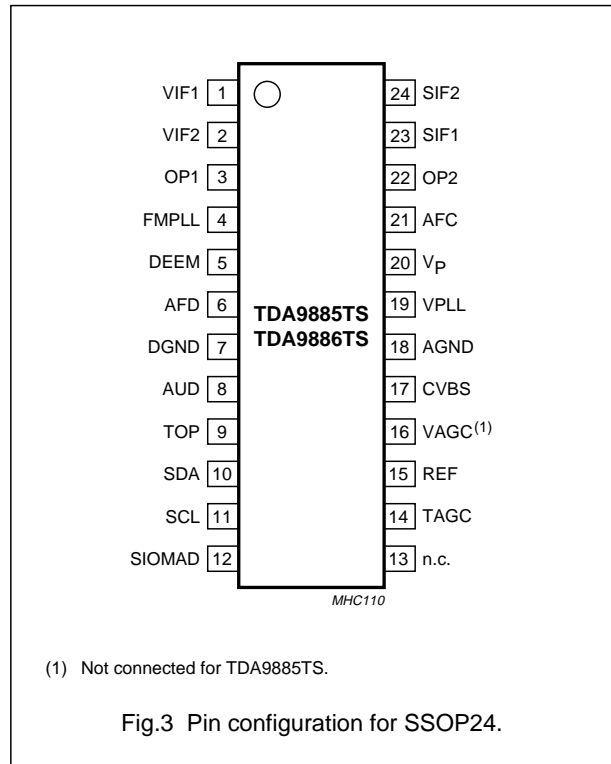 VIF1 1 24 SIF2
VIF2 2 23 SIF1
OP1 3 22 OP2
FMPLL 4 21 AFC
DEEM 5 20 VP
AFD 6 19 VPLL
TDA9885TS
TDA9886TS
DGND 7 18 AGND
AUD 8 17 CVBS
TOP 9 16 VAGC(1)
SDA 10 15 REF
SCL 11 14 TAGC
SIOMAD 12 13 n.c.
MHC110
(1) Not connected for TDA9885TS.
Fig.3 Pin configuration for SSOP24.